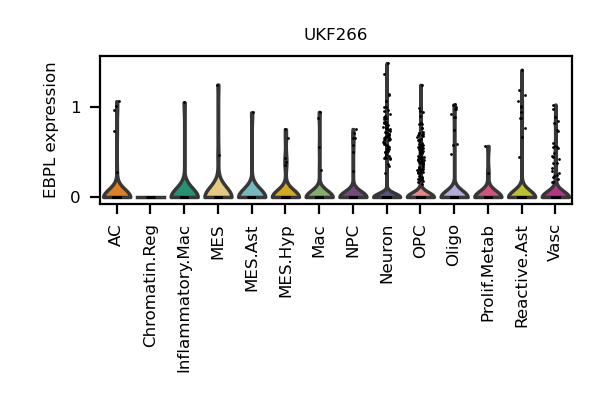 UKF266
EBPL expression
1
0
AC
Chromatin.Reg
Inflammatory.Mac
MES
MES.Ast
MES.Hyp
Mac
NPC
Neuron
OPC
Oligo
Prolif.Metab
Reactive.Ast
Vasc